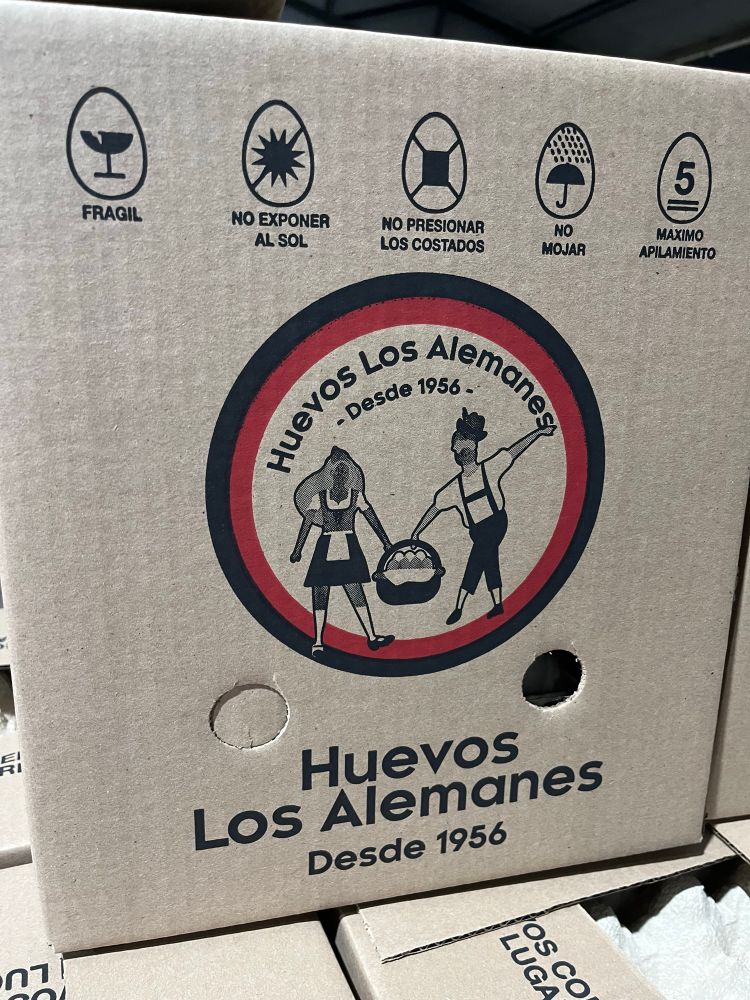 FRAGIL
NO EXPONER
AL SOL
NO PRESIONAR
LOS COSTADOS
NO
MOJAR
5
MAXIMO
APILAMIENTO
Huevos Los Alemanes
- Desde 1956 -
Huevos
Los Alemanes
Desde 1956